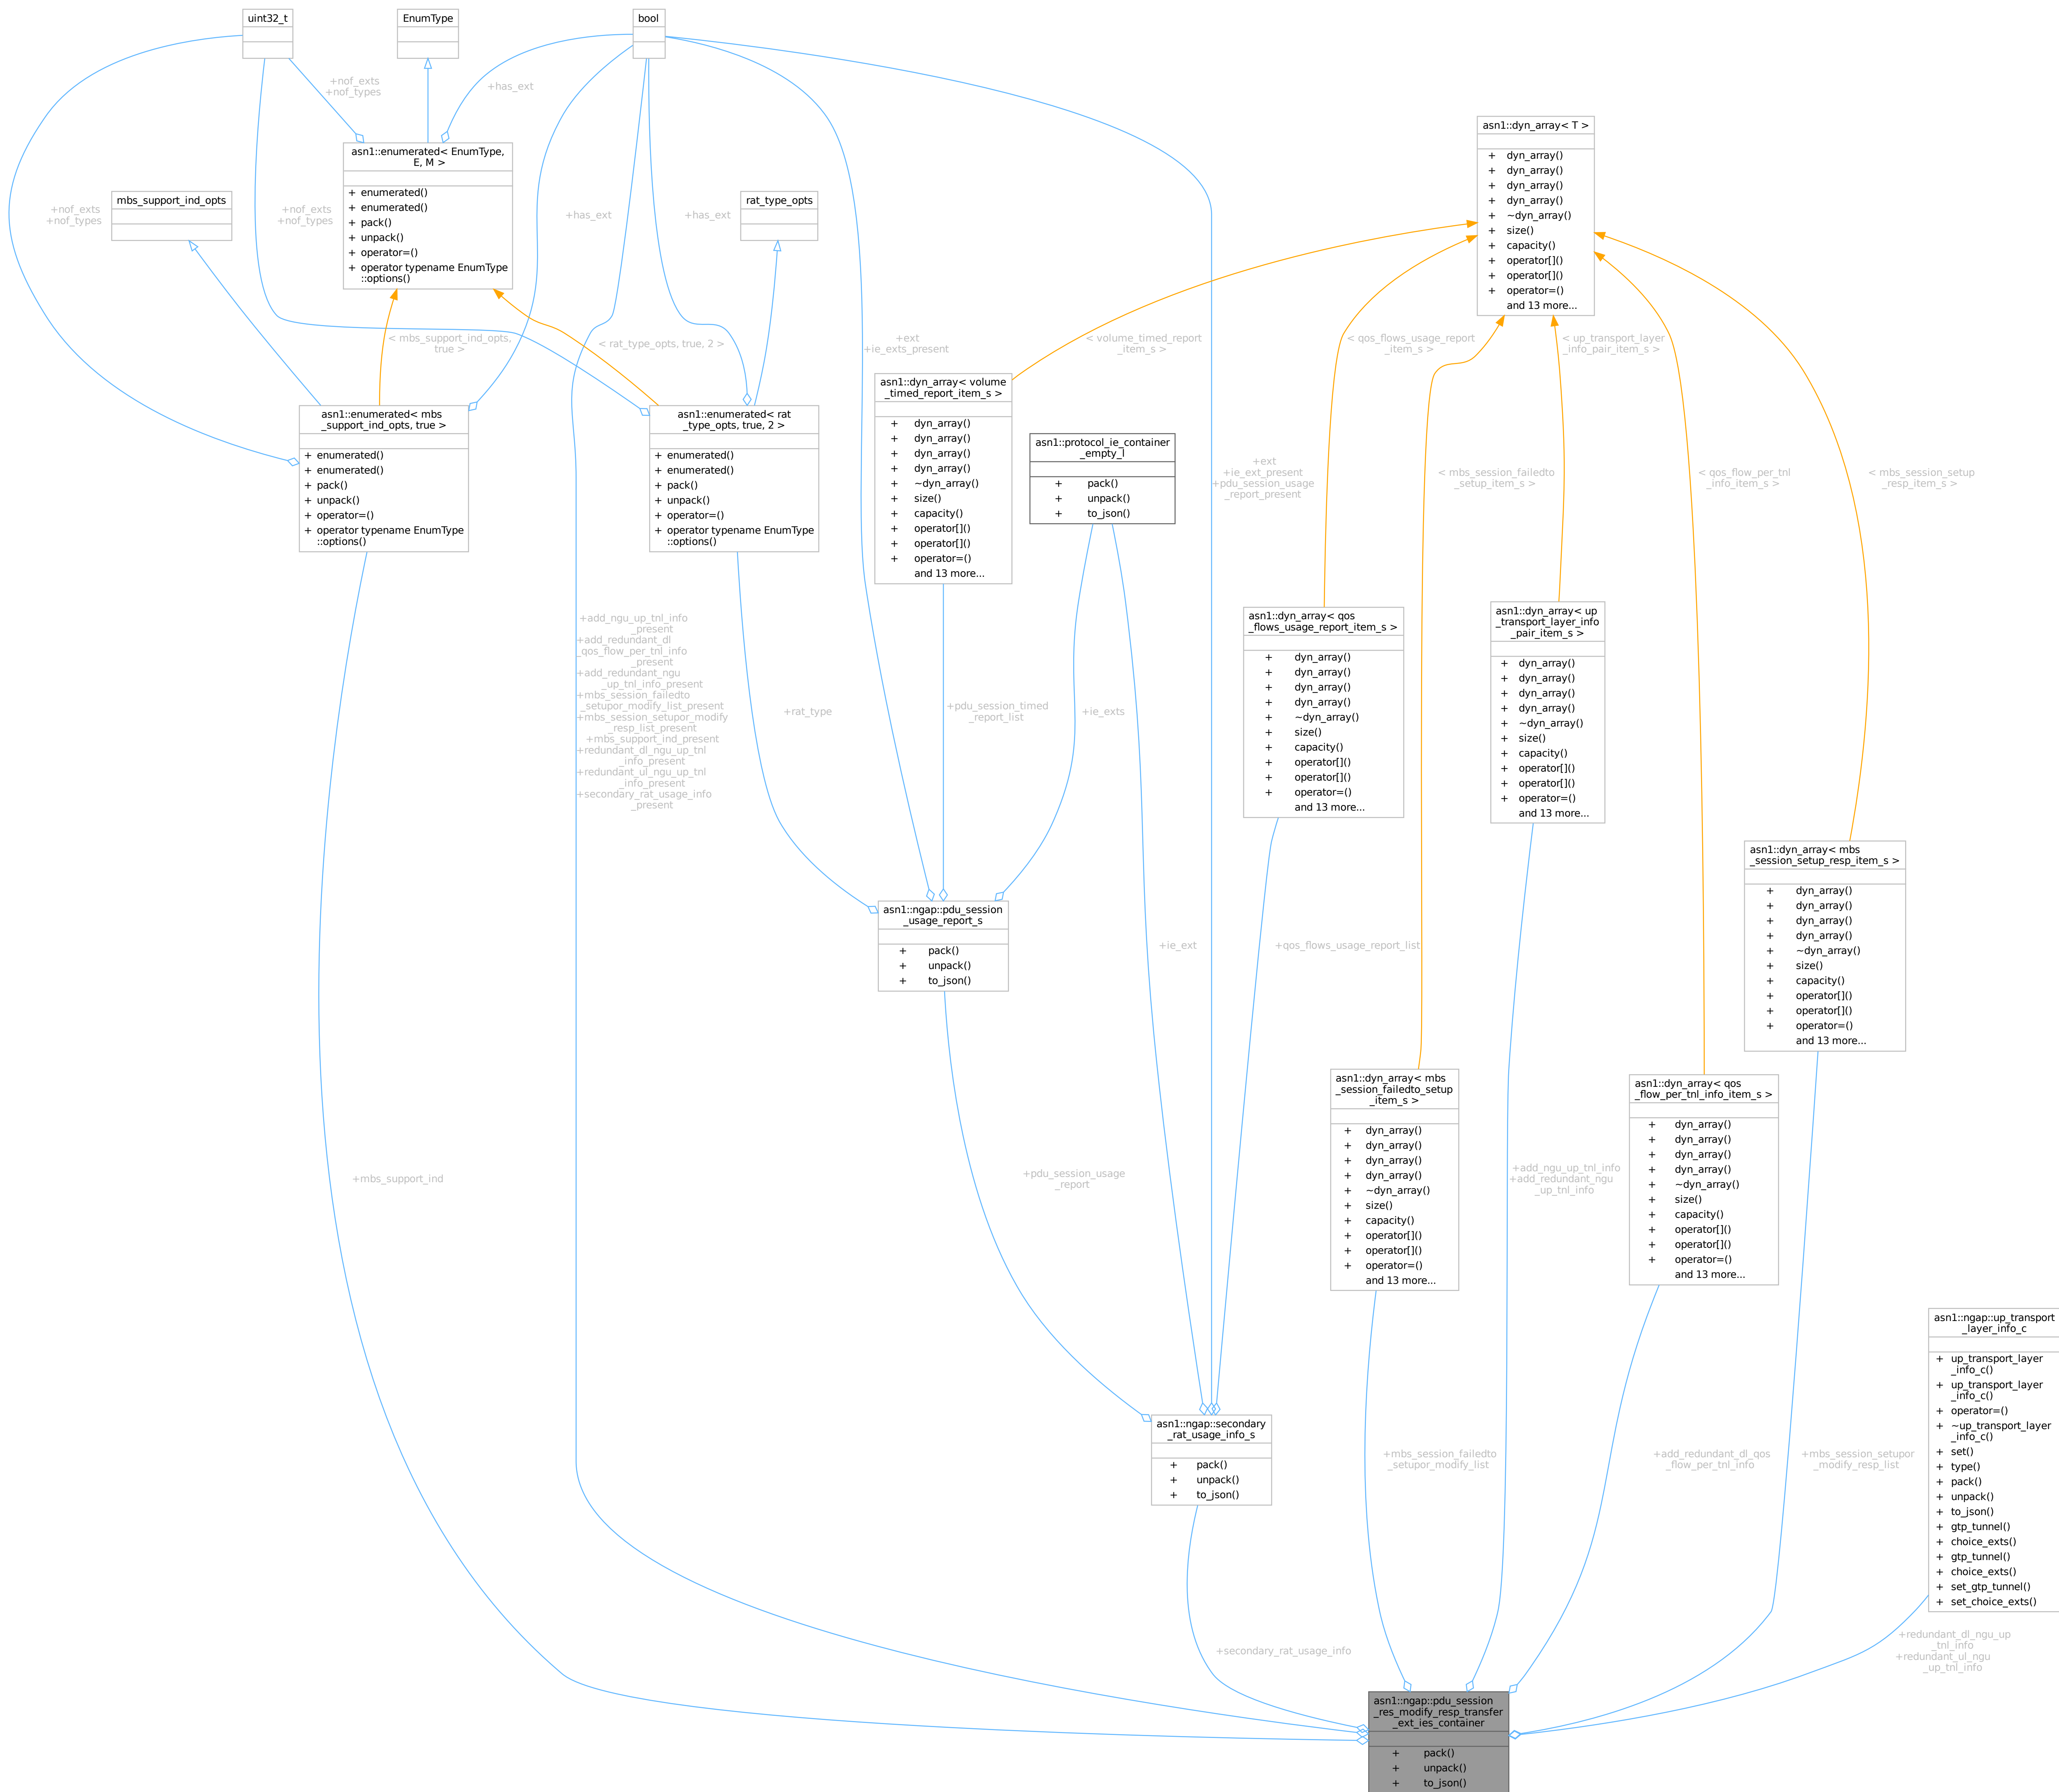 uint32_t
EnumType
bool
+nof_exts
+nof_types
+has_ext
asn1::dyn_array< T >
+ dyn_array()
+ dyn_array()
+ dyn_array()
+ dyn_array()
+ ~dyn_array()
+ size()
+ capacity()
+ operator[]()
+ operator[]()
+ operator=()
and 13 more...
asn1::enumerated< EnumType,
E, M >
+ enumerated()
+ enumerated()
+ pack()
+ unpack()
+ operator=()
+ operator typename EnumType
::options()
mbs_support_ind_opts
rat_type_opts
+nof_exts
+nof_types
+nof_exts
+nof_types
+has_ext
+has_ext
< mbs_support_ind_opts,
true >
< rat_type_opts, true, 2 >
+ext
+ie_exts_present
< volume_timed_report
_item_s >
< qos_flows_usage_report
_item_s >
< up_transport_layer
_info_pair_item_s >
asn1::enumerated< mbs
_support_ind_opts, true >
+ enumerated()
+ enumerated()
+ pack()
+ unpack()
+ operator=()
+ operator typename EnumType
::options()
asn1::enumerated< rat
_type_opts, true, 2 >
+ enumerated()
+ enumerated()
+ pack()
+ unpack()
+ operator=()
+ operator typename EnumType
::options()
asn1::dyn_array< volume
_timed_report_item_s >
+ dyn_array()
+ dyn_array()
+ dyn_array()
+ dyn_array()
+ ~dyn_array()
+ size()
+ capacity()
+ operator[]()
+ operator[]()
+ operator=()
and 13 more...
asn1::protocol_ie_container
_empty_l
+ pack()
+ unpack()
+ to_json()
+ext
+ie_ext_present
+pdu_session_usage
_report_present
< mbs_session_failedto
_setup_item_s >
< qos_flow_per_tnl
_info_item_s >
< mbs_session_setup
_resp_item_s >
+add_ngu_up_tnl_info
_present
+add_redundant_dl
_qos_flow_per_tnl_info
_present
+add_redundant_ngu
_up_tnl_info_present
+mbs_session_failedto
_setupor_modify_list_present
+mbs_session_setupor_modify
_resp_list_present
+mbs_support_ind_present
+redundant_dl_ngu_up_tnl
_info_present
+redundant_ul_ngu_up_tnl
_info_present
+secondary_rat_usage_info
_present
+rat_type
+pdu_session_timed
_report_list
+ie_exts
asn1::dyn_array< qos
_flows_usage_report_item_s >
+ dyn_array()
+ dyn_array()
+ dyn_array()
+ dyn_array()
+ ~dyn_array()
+ size()
+ capacity()
+ operator[]()
+ operator[]()
+ operator=()
and 13 more...
asn1::dyn_array< up
_transport_layer_info
_pair_item_s >
+ dyn_array()
+ dyn_array()
+ dyn_array()
+ dyn_array()
+ ~dyn_array()
+ size()
+ capacity()
+ operator[]()
+ operator[]()
+ operator=()
and 13 more...
asn1::dyn_array< mbs
_session_setup_resp_item_s >
+ dyn_array()
+ dyn_array()
+ dyn_array()
+ dyn_array()
+ ~dyn_array()
+ size()
+ capacity()
+ operator[]()
+ operator[]()
+ operator=()
and 13 more...
asn1::ngap::pdu_session
_usage_report_s
+ pack()
+ unpack()
+ to_json()
+ie_ext
+qos_flows_usage_report_list
asn1::dyn_array< mbs
_session_failedto_setup
_item_s >
+ dyn_array()
+ dyn_array()
+ dyn_array()
+ dyn_array()
+ ~dyn_array()
+ size()
+ capacity()
+ operator[]()
+ operator[]()
+ operator=()
and 13 more...
asn1::dyn_array< qos
_flow_per_tnl_info_item_s >
+ dyn_array()
+ dyn_array()
+ dyn_array()
+ dyn_array()
+ ~dyn_array()
+ size()
+ capacity()
+ operator[]()
+ operator[]()
+ operator=()
and 13 more...
+mbs_support_ind
+pdu_session_usage
_report
+add_ngu_up_tnl_info
+add_redundant_ngu
_up_tnl_info
asn1::ngap::up_transport
_layer_info_c
+ up_transport_layer
_info_c()
+ up_transport_layer
_info_c()
+ operator=()
+ ~up_transport_layer
_info_c()
+ set()
+ type()
+ pack()
+ unpack()
+ to_json()
+ gtp_tunnel()
+ choice_exts()
+ gtp_tunnel()
+ choice_exts()
+ set_gtp_tunnel()
+ set_choice_exts()
asn1::ngap::secondary
_rat_usage_info_s
+ pack()
+ unpack()
+ to_json()
+mbs_session_failedto
_setupor_modify_list
+add_redundant_dl_qos
_flow_per_tnl_info
+mbs_session_setupor
_modify_resp_list
+secondary_rat_usage_info
+redundant_dl_ngu_up
_tnl_info
+redundant_ul_ngu
_up_tnl_info
asn1::ngap::pdu_session
_res_modify_resp_transfer
_ext_ies_container
+ pack()
+ unpack()
+ to_json()